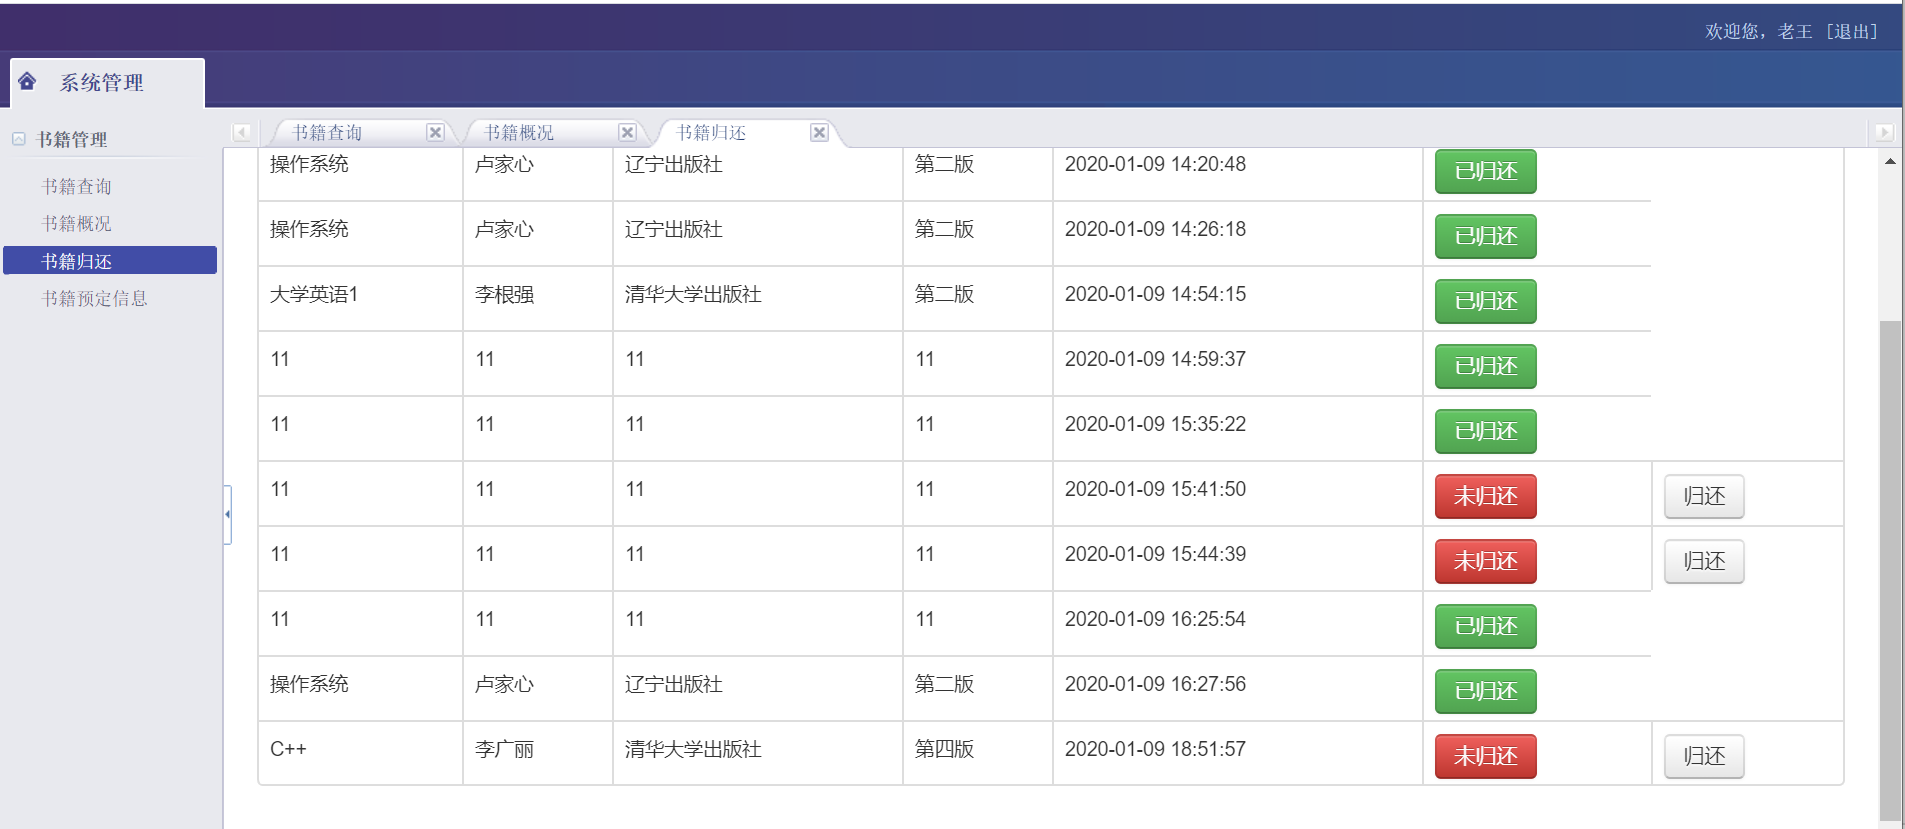 欢迎您，老王 [退出]
系统管理
书籍管理
书籍查询
书籍概况
书籍归还
书籍预定信息
书籍查询 书籍概况 书籍归还
操作系统 卢家心 辽宁出版社 第二版 2020-01-09 14:20:48 已归还
操作系统 卢家心 辽宁出版社 第二版 2020-01-09 14:26:18 已归还
大学英语1 李根强 清华大学出版社 第二版 2020-01-09 14:54:15 已归还
11 11 11 11 2020-01-09 14:59:37 已归还
11 11 11 11 2020-01-09 15:35:22 已归还
11 11 11 11 2020-01-09 15:41:50 未归还 归还
11 11 11 11 2020-01-09 15:44:39 未归还 归还
11 11 11 11 2020-01-09 16:25:54 已归还
操作系统 卢家心 辽宁出版社 第二版 2020-01-09 16:27:56 已归还
C++ 李广丽 清华大学出版社 第四版 2020-01-09 18:51:57 未归还 归还